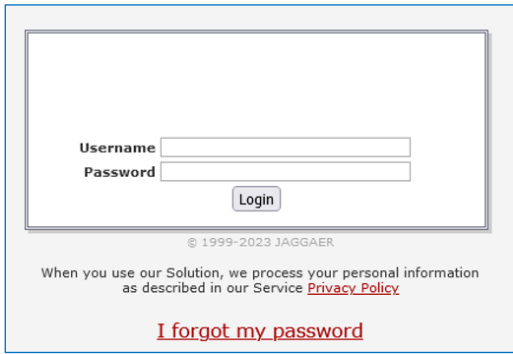 Username
Password
Login
© 1999-2023 JAGGAER
When you use our Solution, we process your personal information
as described in our Service Privacy Policy
I forgot my password